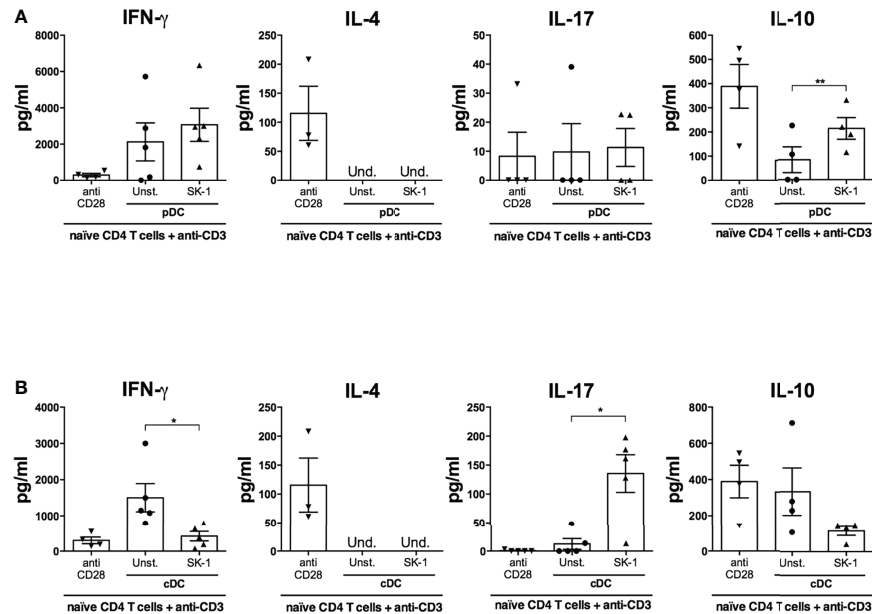 A
IFN-γ
IL-4
IL-17
IL-10
pg/ml
8000
6000
4000
2000
0
anti
CD28
Unst.
SK-1
pDC
naïve CD4 T cells + anti-CD3
pg/ml
250
200
150
100
50
0
Und.
Und.
anti
CD28
Unst.
SK-1
pDC
naïve CD4 T cells + anti-CD3
pg/ml
50
40
30
20
10
0
anti
CD28
Unst.
SK-1
pDC
naïve CD4 T cells + anti-CD3
pg/ml
600
500
400
300
200
100
0
**
anti
CD28
Unst.
SK-1
pDC
naïve CD4 T cells + anti-CD3
B
IFN-γ
IL-4
IL-17
IL-10
pg/ml
4000
3000
2000
1000
0
*
anti
CD28
Unst.
SK-1
cDC
naïve CD4 T cells + anti-CD3
pg/ml
250
200
150
100
50
0
Und.
Und.
anti
CD28
Unst.
SK-1
cDC
naïve CD4 T cells + anti-CD3
pg/ml
250
200
150
100
50
0
*
anti
CD28
Unst.
SK-1
cDC
naïve CD4 T cells + anti-CD3
pg/ml
800
600
400
200
0
anti
CD28
Unst.
SK-1
cDC
naïve CD4 T cells + anti-CD3